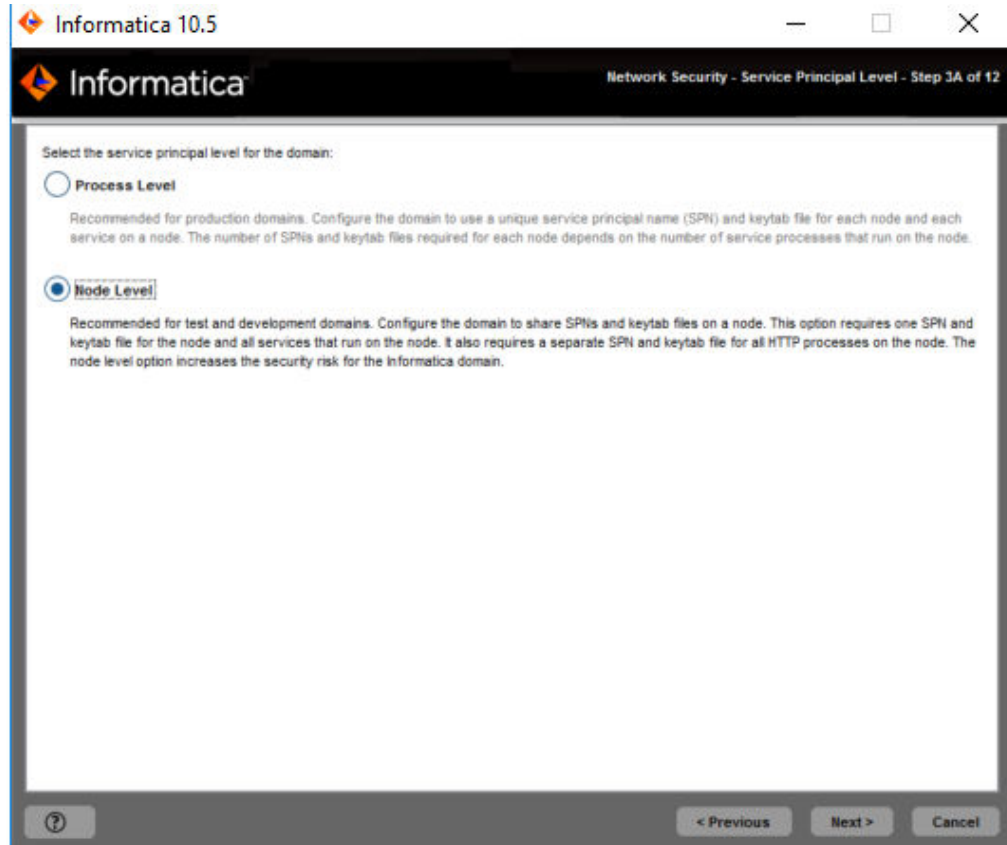 Informatica 10.5
Informatica
Network Security - Service Principal Level - Step 3A of 12
Select the service principal level for the domain:
Process Level
Recommended for production domains. Configure the domain to use a unique service principal name (SPN) and keytab file for each node and each
service on a node. The number of SPNs and keytab files required for each node depends on the number of service processes that run on the node.
Node Level
Recommended for test and development domains. Configure the domain to share SPNs and keytab files on a node. This option requires one SPN and
keytab file for the node and all services that run on the node. It also requires a separate SPN and keytab file for all HTTP processes on the node. The
node level option increases the security risk for the Informatica domain.
?
< Previous
Next >
Cancel